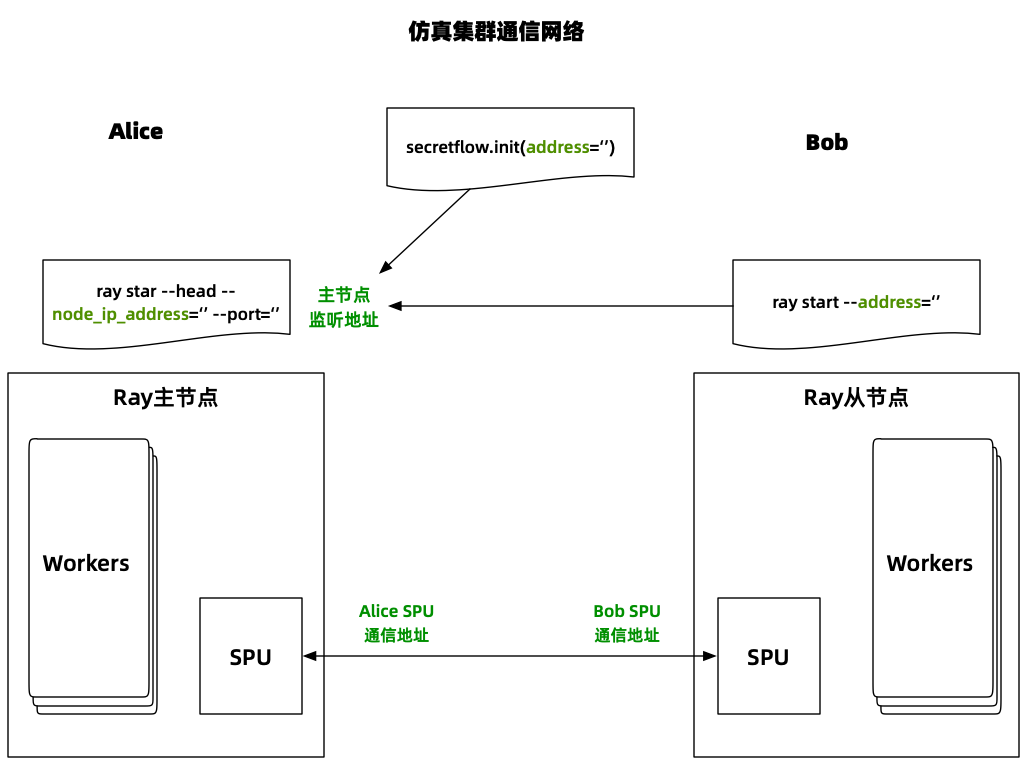 仿真集群通信网络
Alice
secretflow.init(address=‘’)
Bob
ray star --head --
node_ip_address=‘’ --port=‘’
主节点
监听地址
ray start --address=‘’
Ray主节点
Ray从节点
Workers
Workers
Alice SPU
通信地址
Bob SPU
通信地址
SPU
SPU